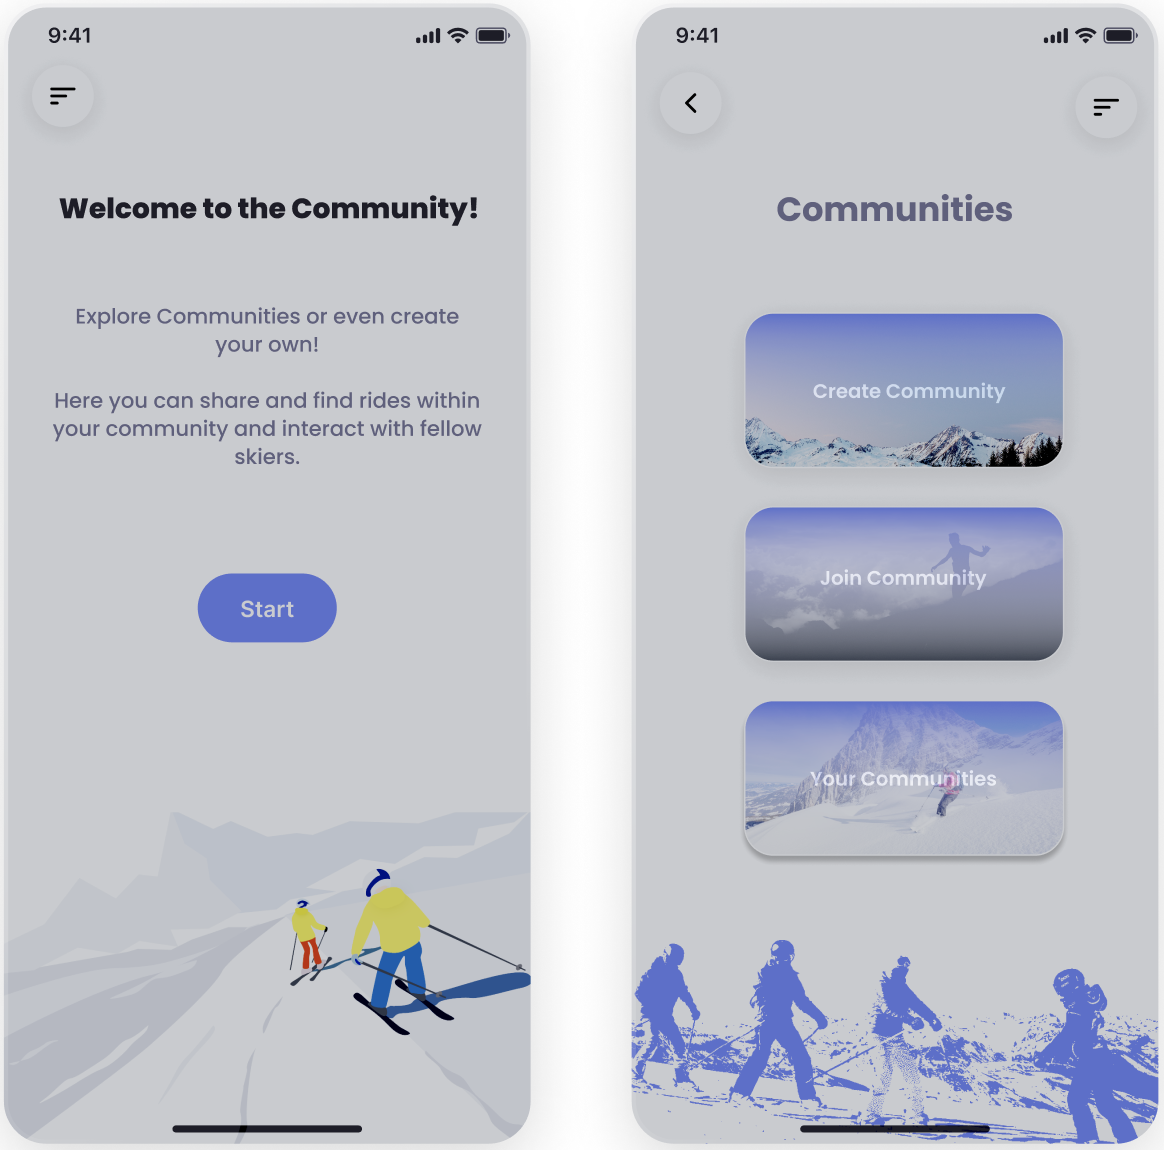 9:41
Welcome to the Community!
Explore Communities or even create
your own!
Here you can share and find rides within
your community and interact with fellow
skiers.
Start
9:41
Communities
Create Community
Join Community
Your Communities